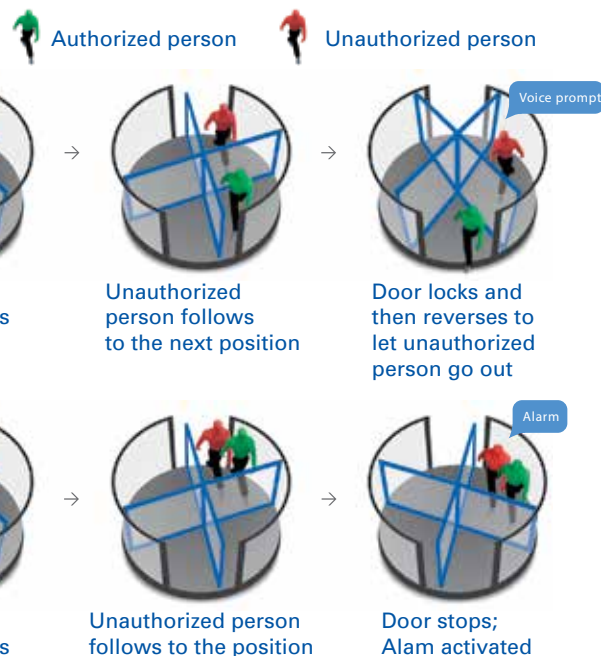 Authorized person
Unauthorized person
Voice prompt
Unauthorized
person follows
to the next position
Door locks and
then reverses to
let unauthorized
person go out
Alarm
Unauthorized person
follows to the position
Door stops;
Alam activated